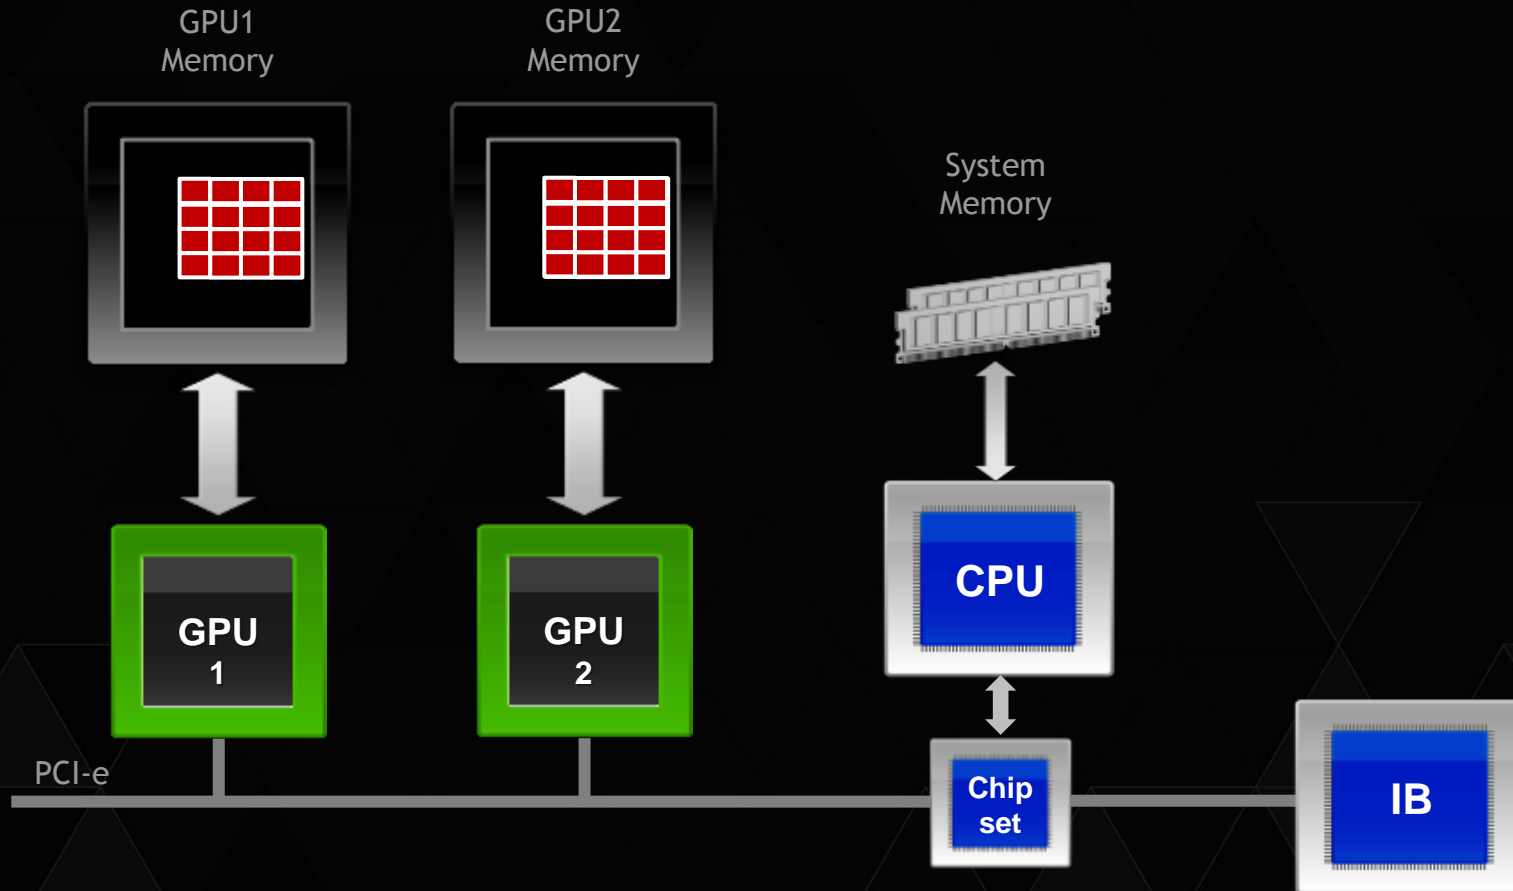 GPU1
Memory
GPU2
Memory
System
Memory
CPU
GPU
1
GPU
2
PCI-e
Chip
set
IB